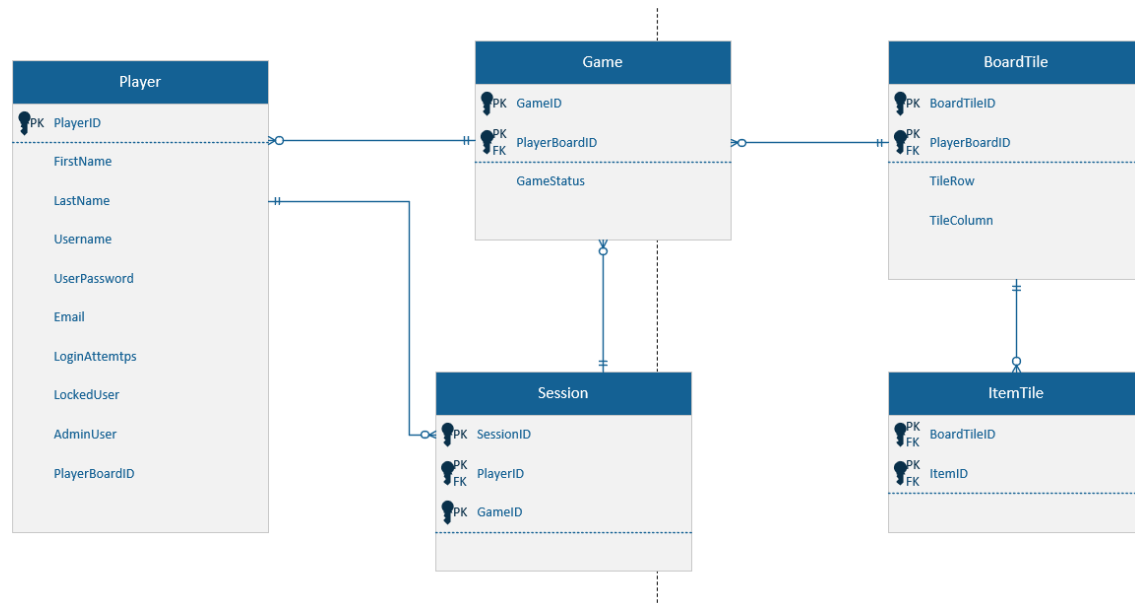 Player
PK PlayerID
FirstName
LastName
Username
UserPassword
Email
LoginAttemtps
LockedUser
AdminUser
PlayerBoardID
Game
PK GameID
PK
FK PlayerBoardID
GameStatus
Session
PK SessionID
PK
FK PlayerID
PK GameID
BoardTile
PK BoardTileID
PK
FK PlayerBoardID
TileRow
TileColumn
ItemTile
PK
FK BoardTileID
PK
FK ItemID